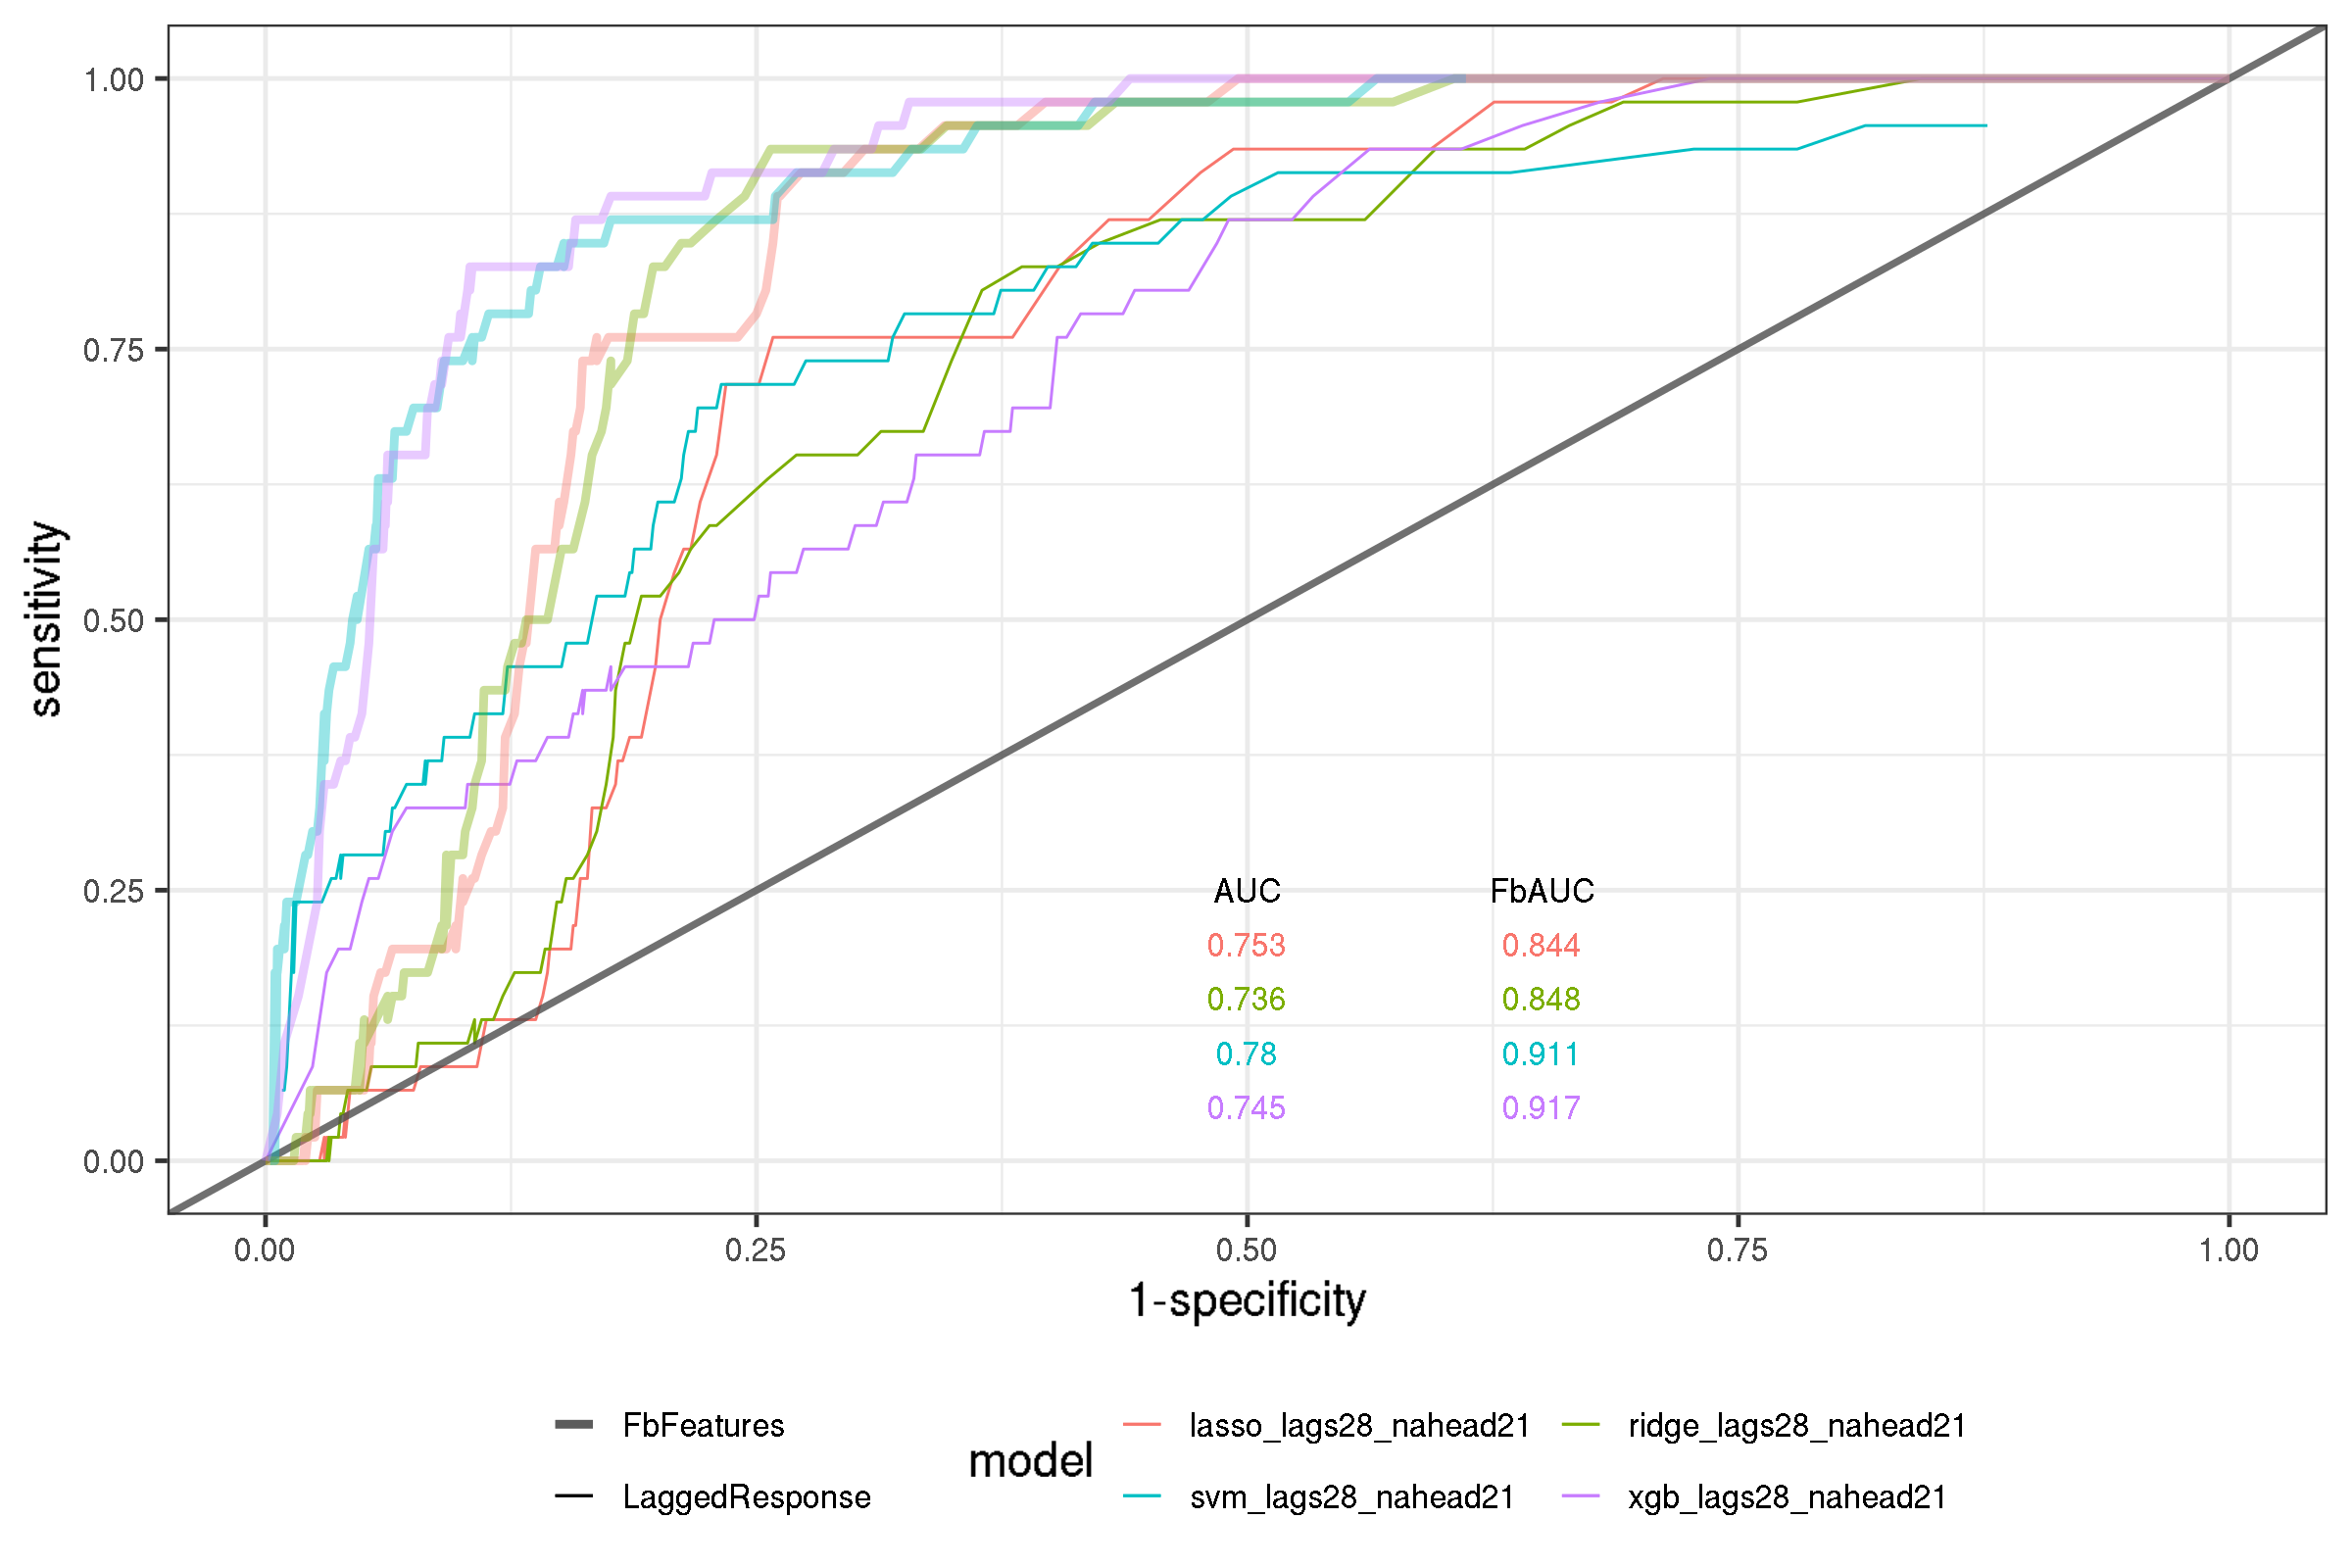 1.00
0.75
0.50
0.25
0.00
sensitivity
AUC FbAUC
0.753 0.844
0.736 0.848
0.78 0.911
0.745 0.917
0.00 0.25 0.50 0.75 1.00
1-specificity
FbFeatures
LaggedResponse
model
lasso_lags28_nahead21 ridge_lags28_nahead21
svm_lags28_nahead21 xgb_lags28_nahead21